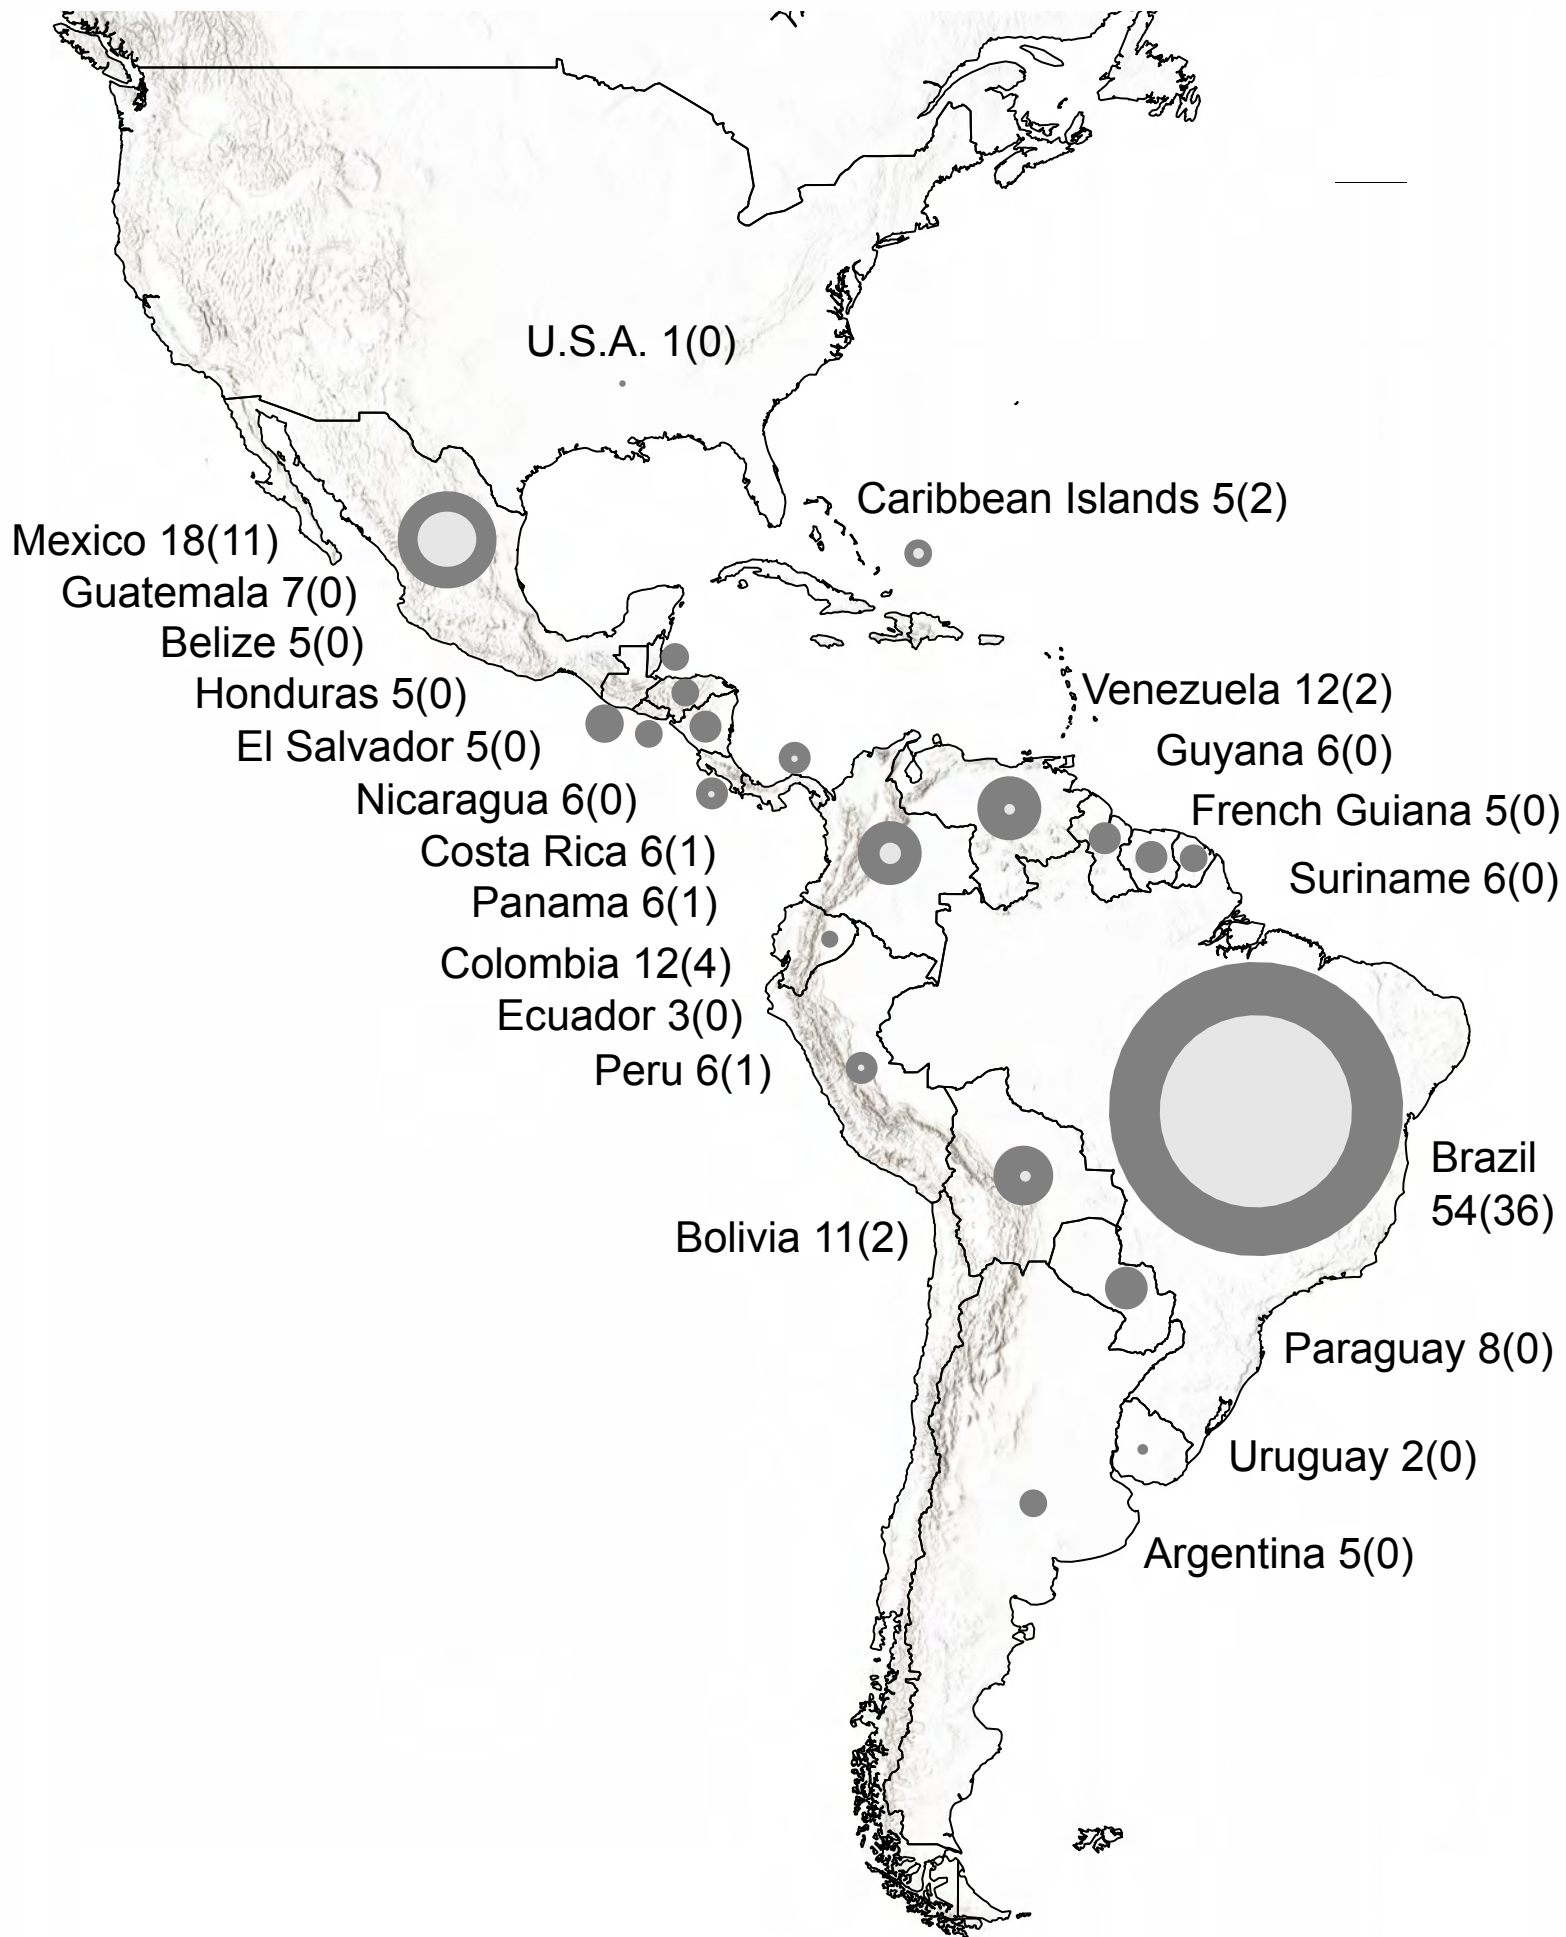 U.S.A. 1(0)
Caribbean Islands 5(2)
Mexico 18(11)
Guatemala 7(0)
Belize 5(0)
Honduras 5(0)
El Salvador 5(0)
Nicaragua 6(0)
Costa Rica 6(1)
Panama 6(1)
Colombia 12(4)
Ecuador 3(0)
Peru 6(1)
Bolivia 11(2)
Venezuela 12(2)
Guyana 6(0)
French Guiana 5(0)
Suriname 6(0)
Brazil
54(36)
Paraguay 8(0)
Uruguay 2(0)
Argentina 5(0)